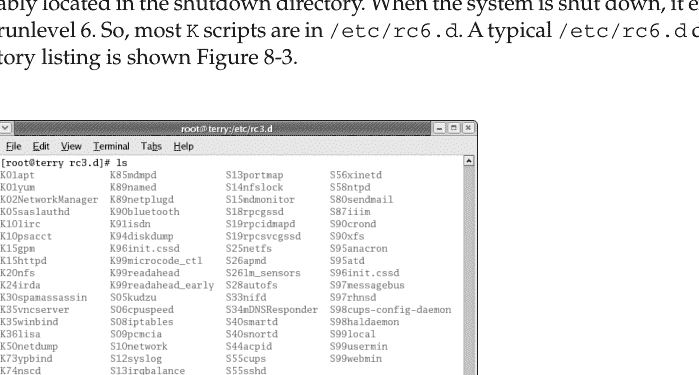 ably located in the shutdown directory. When the system is shut down, it e
runlevel 6. So, most K scripts are in /etc/rc6.d. A typical /etc/rc6.d d
tory listing is shown Figure 8-3.
root@terry:/etc/rc3.d
File Edit View Terminal Tabs Help
[root@terry rc3.d]# ls
K01apt K85mdmpd S13portmap S56xinetd
K01yum K89named S14nfslock S58ntpd
K02NetworkManager K89netplugd S15mdmonitor S80sendmail
K05saslauthd K90bluetooth S18rpcgssd S87iiim
K10lirc K91isdn S19rpcidmapd S90crond
K10psacct K94diskdump S19rpcsvcgssd S90xfs
K15gpm K96init.cssd S25netfs S95anacron
K15httpd K99microcode_ctl S26apmd S95atd
K20nfs K99readahead S26lm_sensors S96init.cssd
K24irda K99readahead_early S28autofs S97messagebus
K30spamassassin S05kudzu S33nifd S97rhnsd
K35vncserver S06cpuspeed S34mDNSResponder S98cups-config-daemon
K35winbind S08iptables S40smartd S98haldaemon
K36lisa S09pcmcia S40snortd S99local
K50netdump S10network S44acpid S99usermin
K73ypbind S12syslog S55cups S99webmin
K74nscd S13irqbalance S55sshd